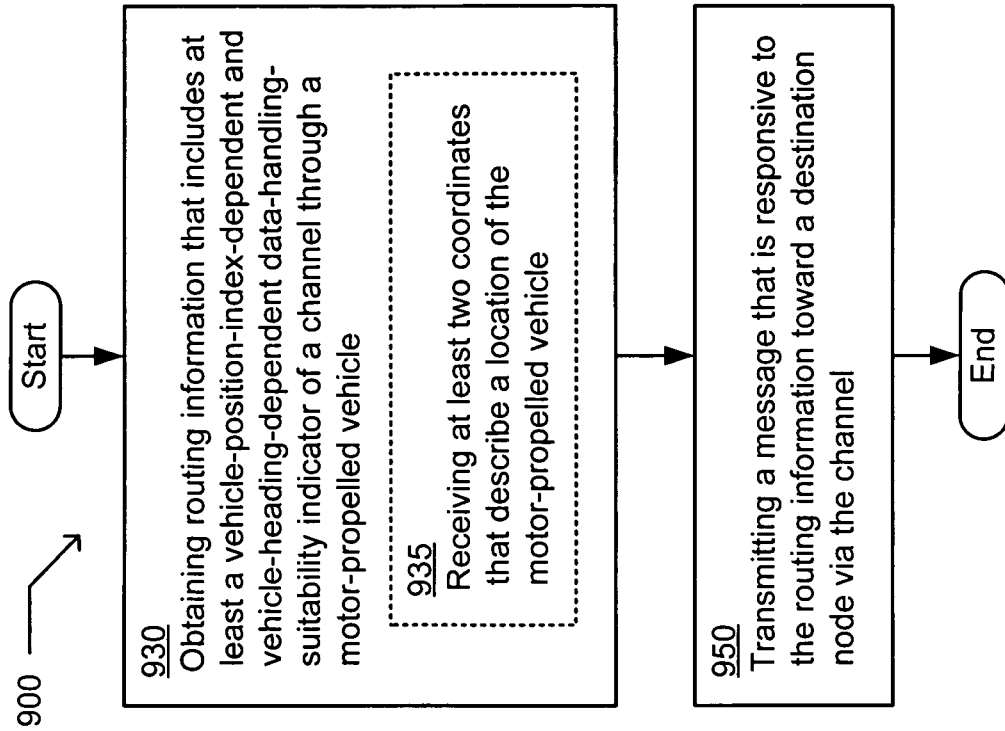 900
Start
930
Obtaining routing information that includes at
least a vehicle-position-index-dependent and
vehicle-heading-dependent data-handling-
suitability indicator of a channel through a
motor-propelled vehicle
935
Receiving at least two coordinates
that describe a location of the
motor-propelled vehicle
950
Transmitting a message that is responsive to
the routing information toward a destination
node via the channel
End